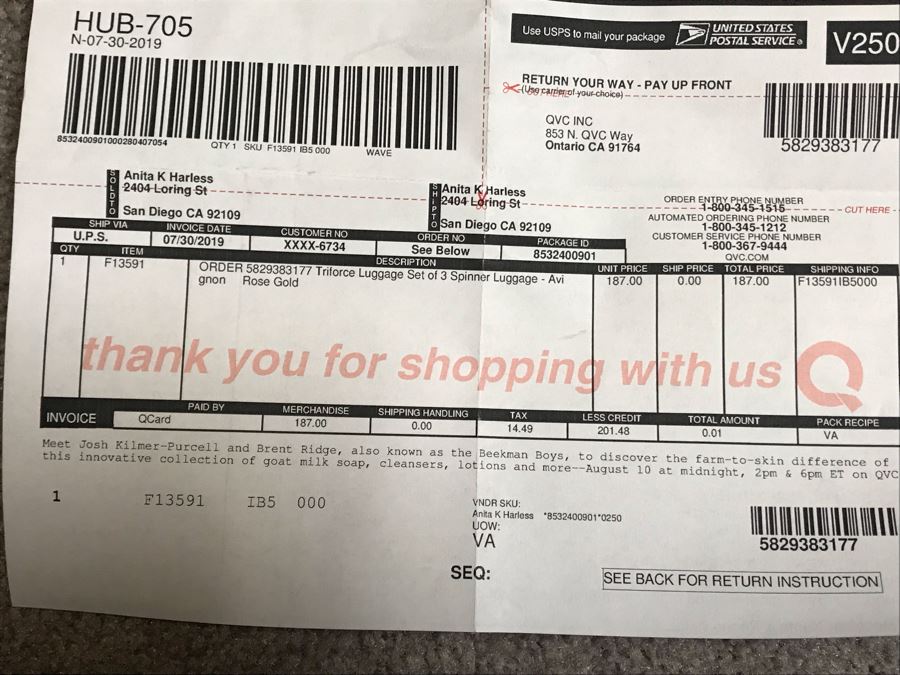 HUB-705
N-07-30-2019
85324009010002804070​54
QTY 1 SKU F13591 IB5 000
WAVE
Use USPS to mail your package
UNITED STATES
POSTAL SERVICE
V250
RETURN YOUR WAY - PAY UP FRONT
(Use carrier of your choice)
CUT HERE
QVC INC
853 N. QVC Way
Ontario CA 91764
5829383177
SOLD TO
Anita K Harless
2404 Loring St
San Diego CA 92109
SHIP TO
Anita K Harless
2404 Loring St
San Diego CA 92109
ORDER ENTRY PHONE NUMBER
1-800-345-1515
CUT HERE -
AUTOMATED ORDERING PHONE NUMBER
1-800-345-1212
CUSTOMER SERVICE PHONE NUMBER
1-800-367-9444
QVC.COM
SHIP VIA INVOICE DATE CUSTOMER NO ORDER NO PACKAGE ID
U.P.S. 07/30/2019 XXXX-6734 See Below 8532400901
QTY ITEM DESCRIPTION UNIT PRICE SHIP PRICE TOTAL PRICE SHIPPING INFO
1 F13591 ORDER 5829383177 Triforce Luggage Set of 3 Spinner Luggage - Avi 187.00 0.00 187.00 F13591IB5000
gnon Rose Gold
thank you for shopping with us Q
INVOICE PAID BY MERCHANDISE SHIPPING HANDLING TAX LESS CREDIT TOTAL AMOUNT PACK RECIPE
QCard 187.00 0.00 14.49 201.48 0.01 VA
Meet Josh Kilmer-Purcell and Brent Ridge, also known as the Beekman Boys, to discover the farm-to-skin difference of
this innovative collection of goat milk soap, cleansers, lotions and more--August 10 at midnight, 2pm & 6pm ET on QVC
1 F13591 IB5 000
VNDR SKU:
Anita K Harless *8532400901*0250
UOW:
VA
5829383177
SEQ:
SEE BACK FOR RETURN INSTRUCTION